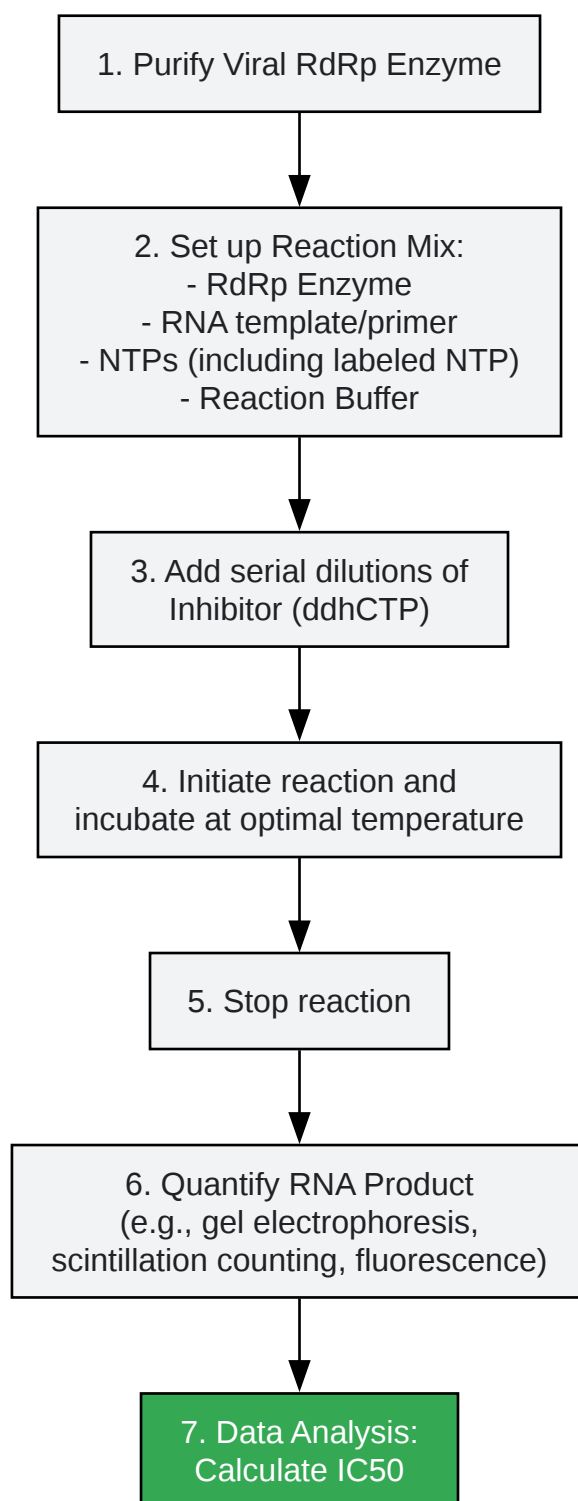 1. Purify Viral RdRp Enzyme
2. Set up Reaction Mix:
- RdRp Enzyme
- RNA template/primer
- NTPs (including labeled NTP)
- Reaction Buffer
3. Add serial dilutions of
Inhibitor (ddhCTP)
4. Initiate reaction and
incubate at optimal temperature
5. Stop reaction
6. Quantify RNA Product
(e.g., gel electrophoresis,
scintillation counting, fluorescence)
7. Data Analysis:
Calculate IC50